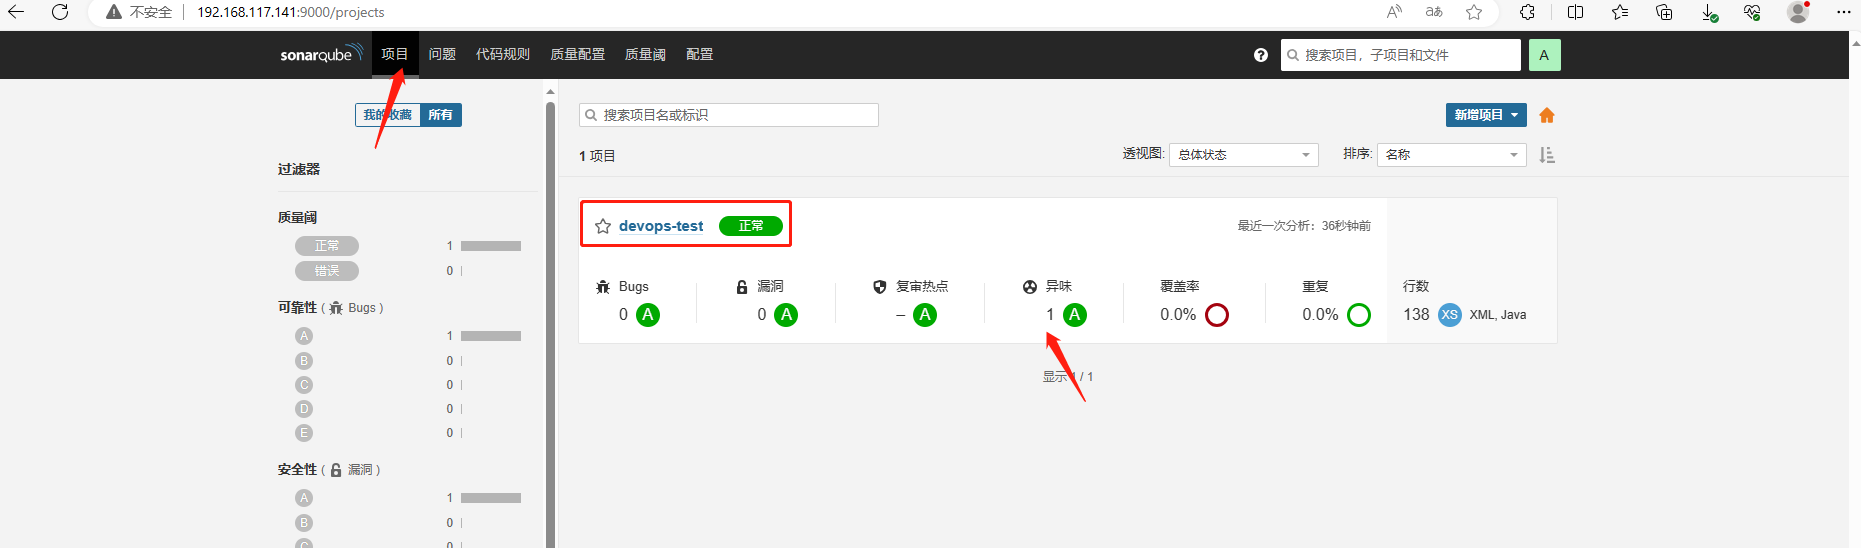 不安全 192.168.117.141:9000/projects
sonarqube 项目 问题 代码规则 质量配置 质量阈 配置 搜索项目，子项目和文件 A
我的收藏 所有
过滤器
质量阈
正常 1
错误 0
可靠性 ( Bugs )
A 1
B 0
C 0
D 0
E 0
安全性 ( 漏洞 )
A 1
B 0
C 0
搜索项目名或标识 新增项目
1 项目 透视图: 总体状态 排序: 名称
devops-test 正常 最近一次分析：36秒钟前
Bugs 漏洞 复审热点 异味 覆盖率 重复 行数
0 A 0 A – A 1 A 0.0% 0.0% 138 XS XML, Java
显示 1 / 1